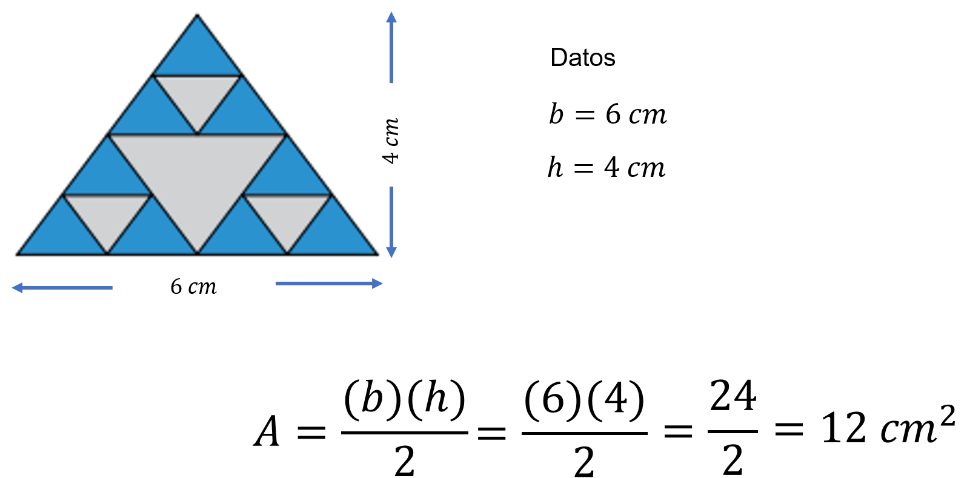 Datos
b = 6 cm
h = 4 cm
4 cm
6 cm
A = (b)(h)/2 = (6)(4)/2 = 24/2 = 12 cm²